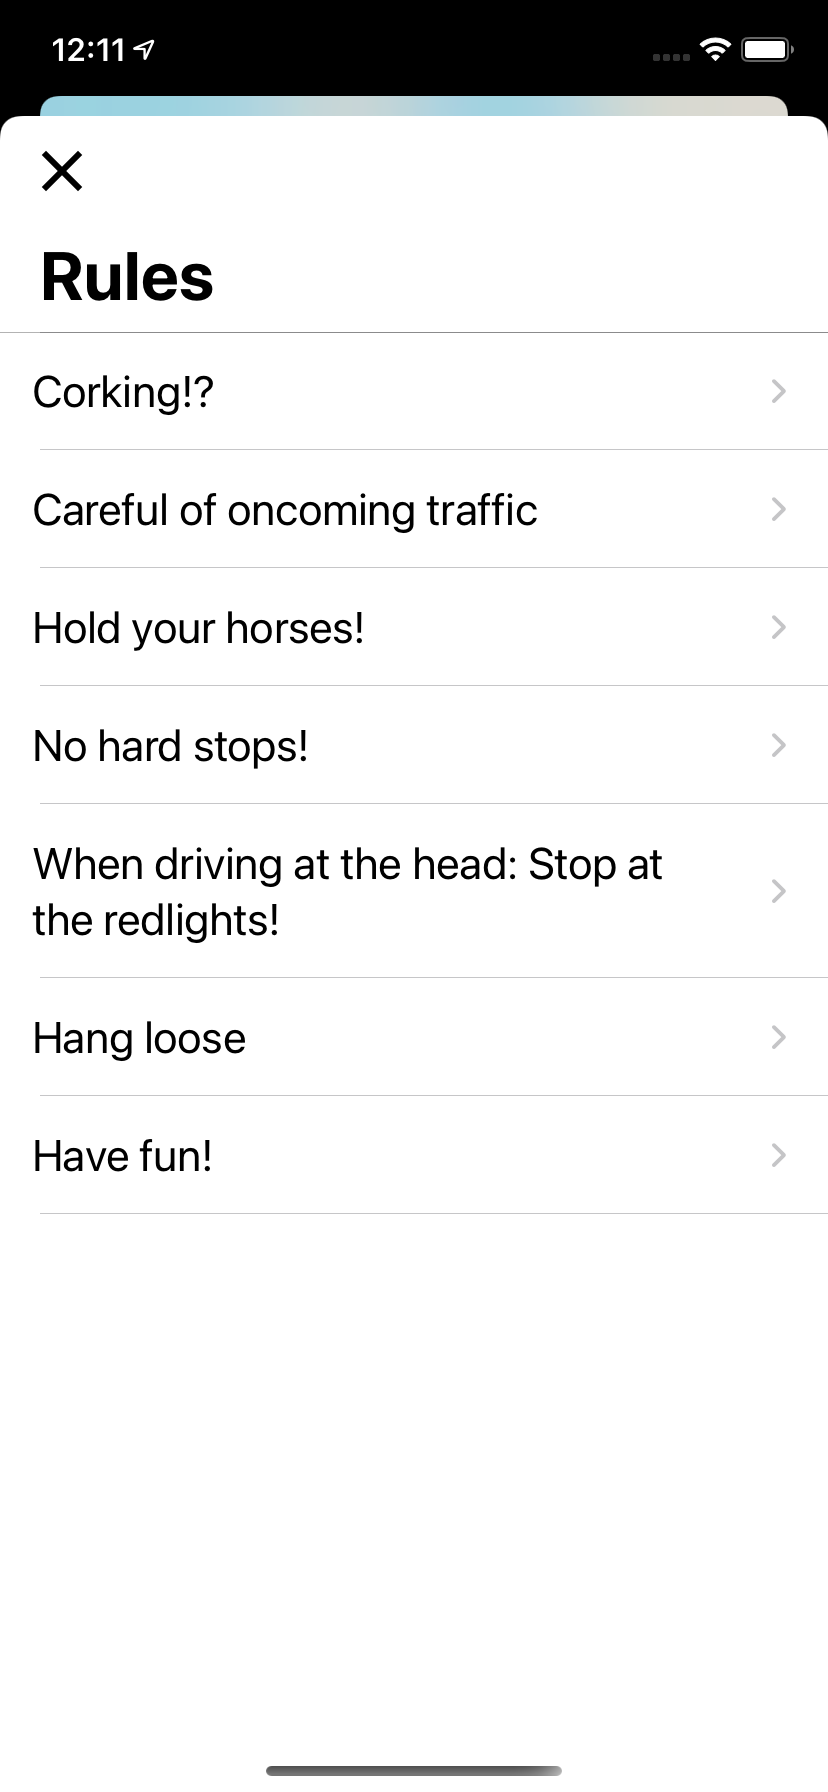 12:11
Rules
Corking!?
Careful of oncoming traffic
Hold your horses!
No hard stops!
When driving at the head: Stop at
the redlights!
Hang loose
Have fun!